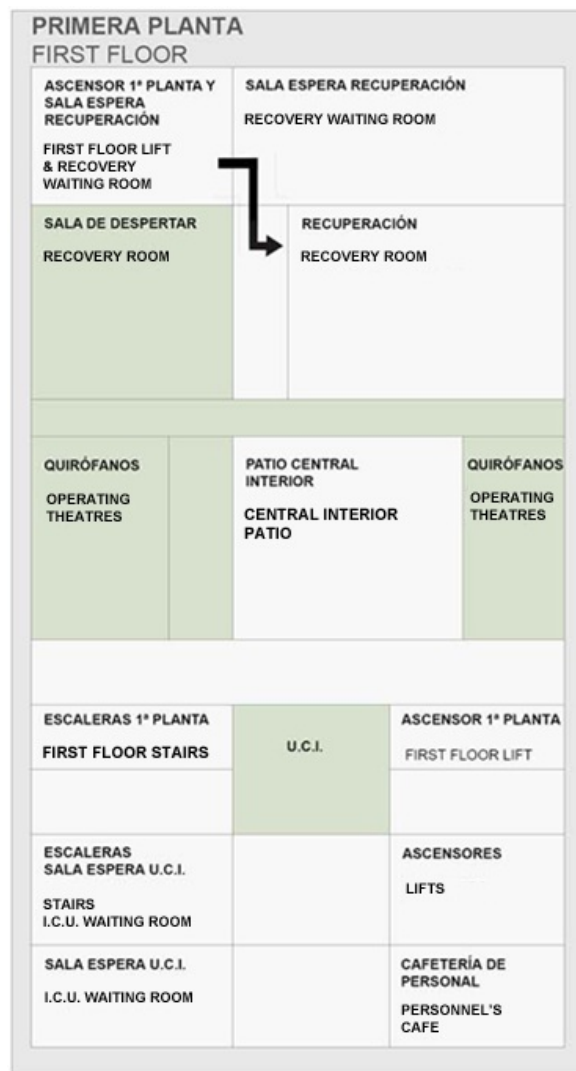 PRIMERA PLANTA
FIRST FLOOR
ASCENSOR 1ª PLANTA Y
SALA ESPERA
RECUPERACIÓN
FIRST FLOOR LIFT
& RECOVERY
WAITING ROOM
SALA ESPERA RECUPERACIÓN
RECOVERY WAITING ROOM
SALA DE DESPERTAR
RECOVERY ROOM
RECUPERACIÓN
RECOVERY ROOM
QUIRÓFANOS
OPERATING
THEATRES
PATIO CENTRAL
INTERIOR
CENTRAL INTERIOR
PATIO
QUIRÓFANOS
OPERATING
THEATRES
ESCALERAS 1ª PLANTA
FIRST FLOOR STAIRS
U.C.I.
ASCENSOR 1ª PLANTA
FIRST FLOOR LIFT
ESCALERAS
SALA ESPERA U.C.I.
STAIRS
I.C.U. WAITING ROOM
ASCENSORES
LIFTS
SALA ESPERA U.C.I.
I.C.U. WAITING ROOM
CAFETERÍA DE
PERSONAL
PERSONNEL'S
CAFE